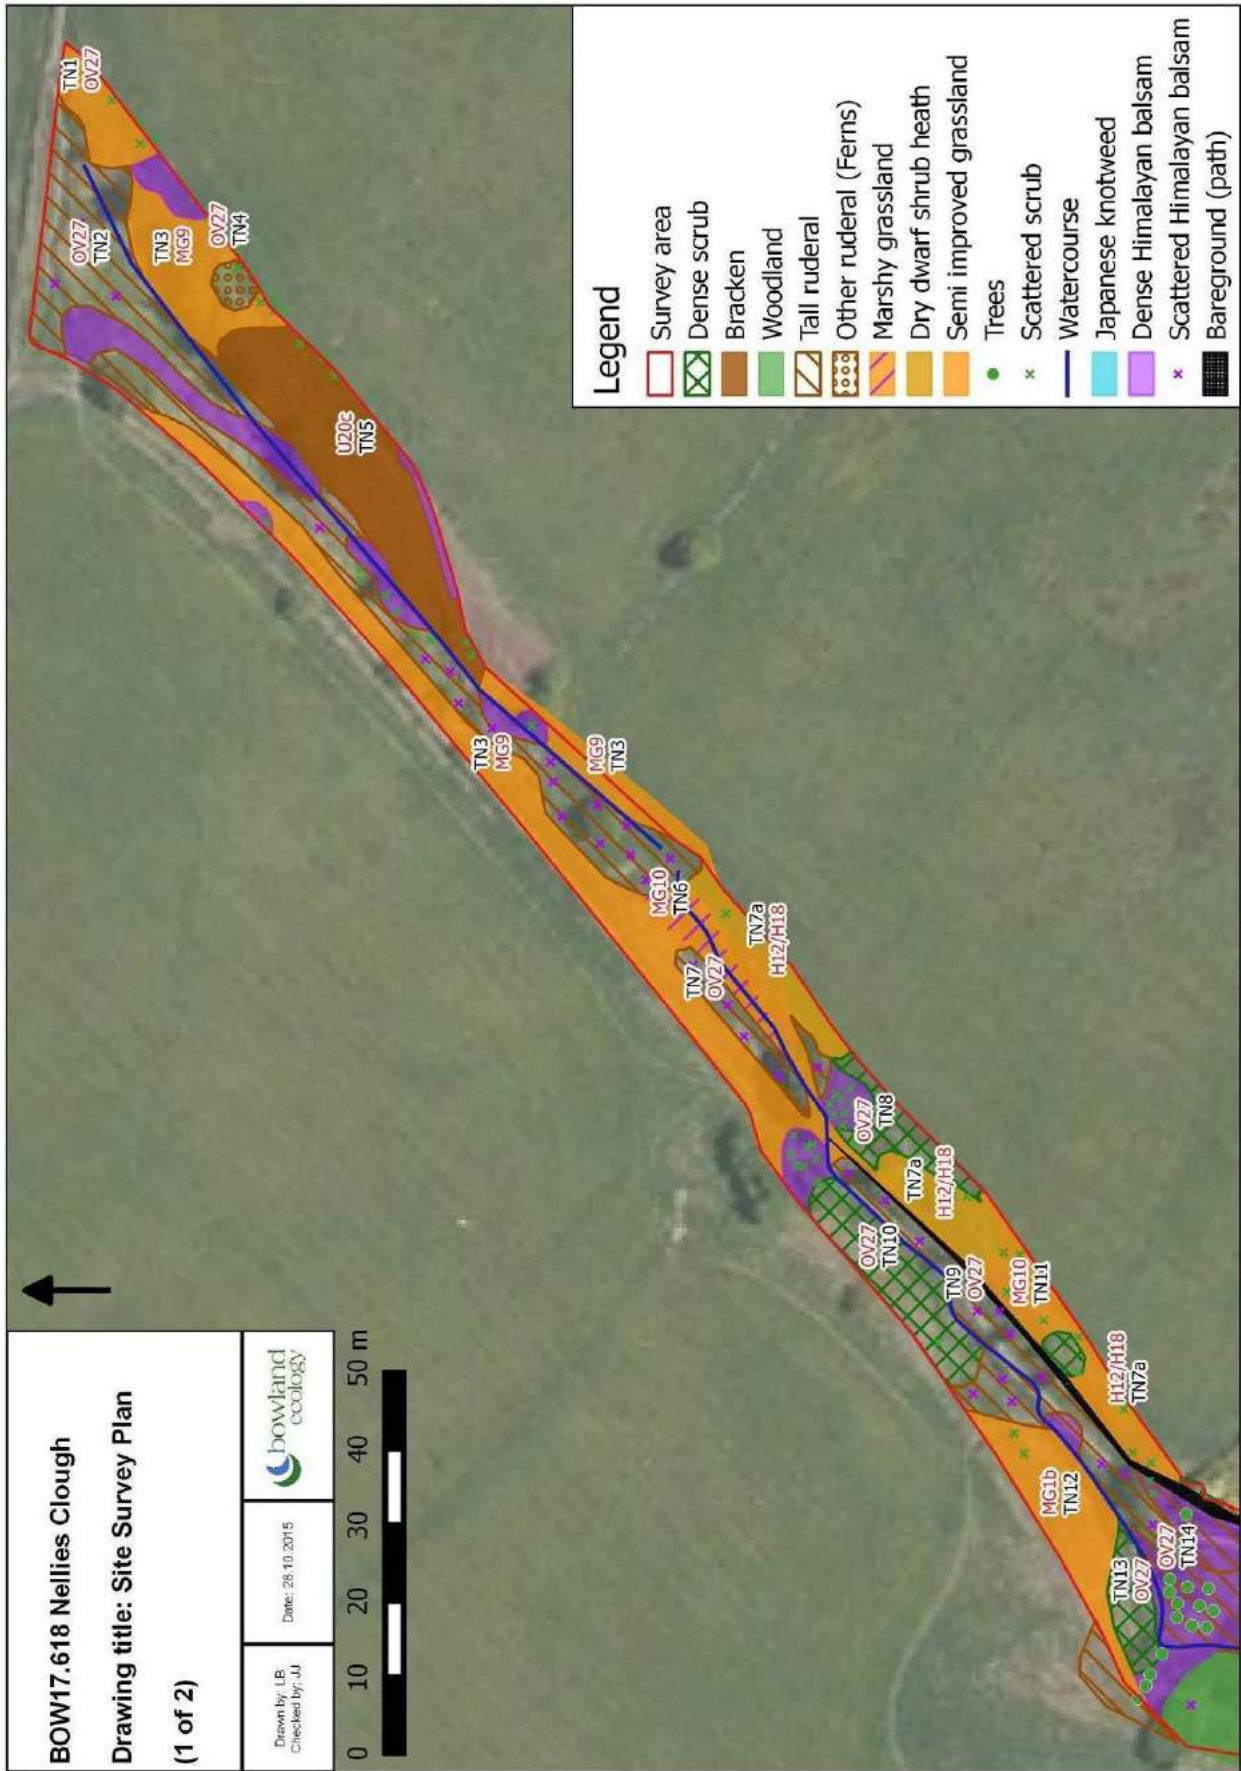 BOW17.618 Nellies Clough
Drawing title: Site Survey Plan
(1 of 2)
Drawn by: LB
Checked by: JJ
Date: 28.10.2015
bowland
ecology
0 10 20 30 40 50 m
TN1
OV27
OV27
TN2
TN3
MG9
OV27
TN4
U20c
TN5
TN3
MG9
MG9
TN3
MG10
TN6
TN7
OV27
TN7a
H12/H18
OV27
TN8
TN7a
H12/H18
OV27
TN10
TN9
OV27
MG10
TN11
H12/H18
TN7a
MG1b
TN12
TN13
OV27
OV27
TN14
Legend
Survey area
Dense scrub
Bracken
Woodland
Tall ruderal
Other ruderal (Ferns)
Marshy grassland
Dry dwarf shrub heath
Semi improved grassland
Trees
Scattered scrub
Watercourse
Japanese knotweed
Dense Himalayan balsam
Scattered Himalayan balsam
Bareground (path)